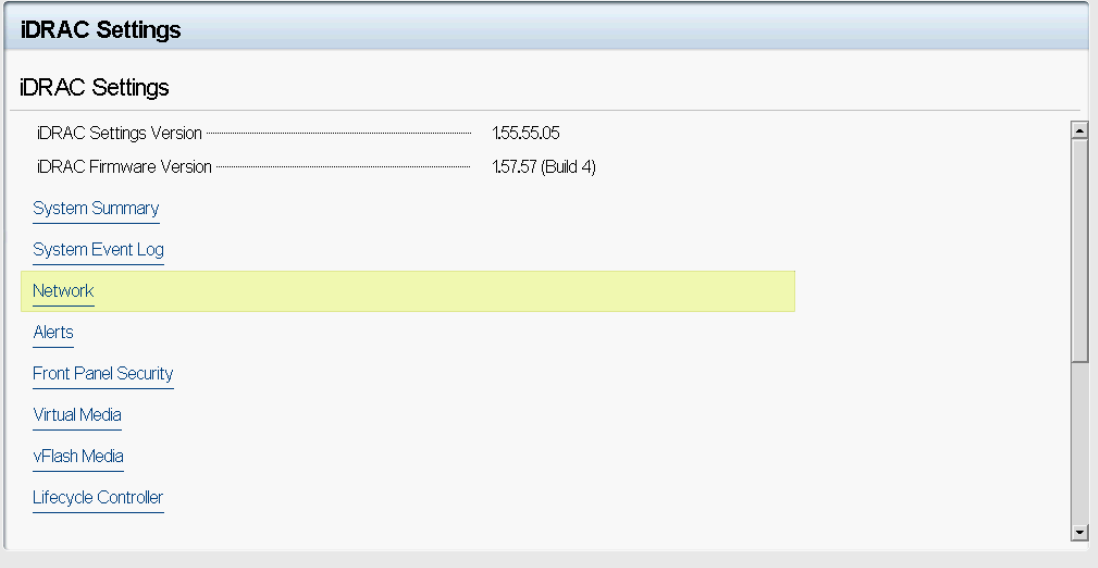 iDRAC Settings
iDRAC Settings
iDRAC Settings Version 1.55.55.05
iDRAC Firmware Version 1.57.57 (Build 4)
System Summary
System Event Log
Network
Alerts
Front Panel Security
Virtual Media
vFlash Media
Lifecycle Controller